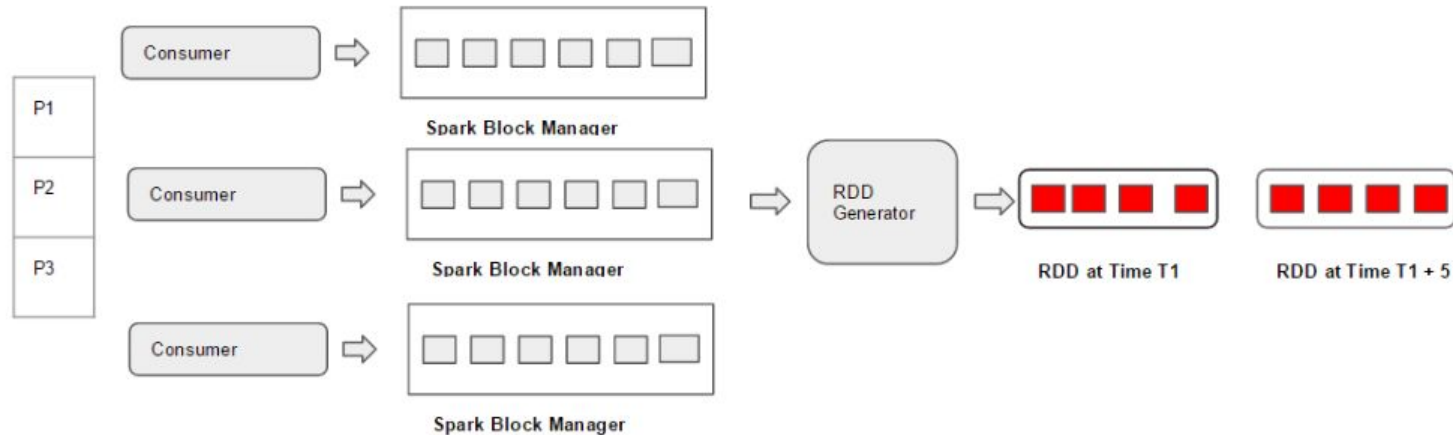 Consumer
Spark Block Manager
P1
P2
P3
Consumer
Spark Block Manager
RDD
Generator
RDD at Time T1
RDD at Time T1 + 5
Consumer
Spark Block Manager